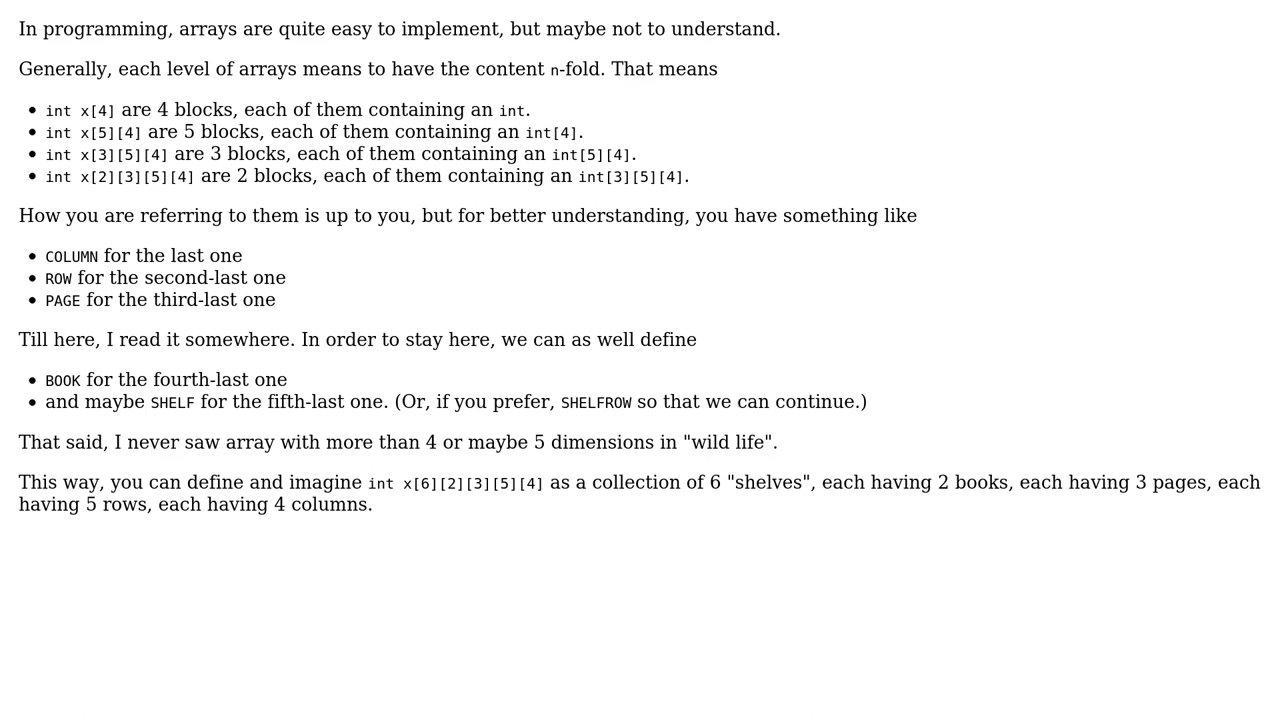 In programming, arrays are quite easy to implement, but maybe not to understand.
Generally, each level of arrays means to have the content n-fold. That means
• int x[4] are 4 blocks, each of them containing an int.
• int x[5][4] are 5 blocks, each of them containing an int[4].
• int x[3][5][4] are 3 blocks, each of them containing an int[5][4].
• int x[2][3][5][4] are 2 blocks, each of them containing an int[3][5][4].
How you are referring to them is up to you, but for better understanding, you have something like
• COLUMN for the last one
• ROW for the second-last one
• PAGE for the third-last one
Till here, I read it somewhere. In order to stay here, we can as well define
• BOOK for the fourth-last one
• and maybe SHELF for the fifth-last one. (Or, if you prefer, SHELFROW so that we can continue.)
That said, I never saw array with more than 4 or maybe 5 dimensions in "wild life".
This way, you can define and imagine int x[6][2][3][5][4] as a collection of 6 "shelves", each having 2 books, each having 3 pages, each
having 5 rows, each having 4 columns.